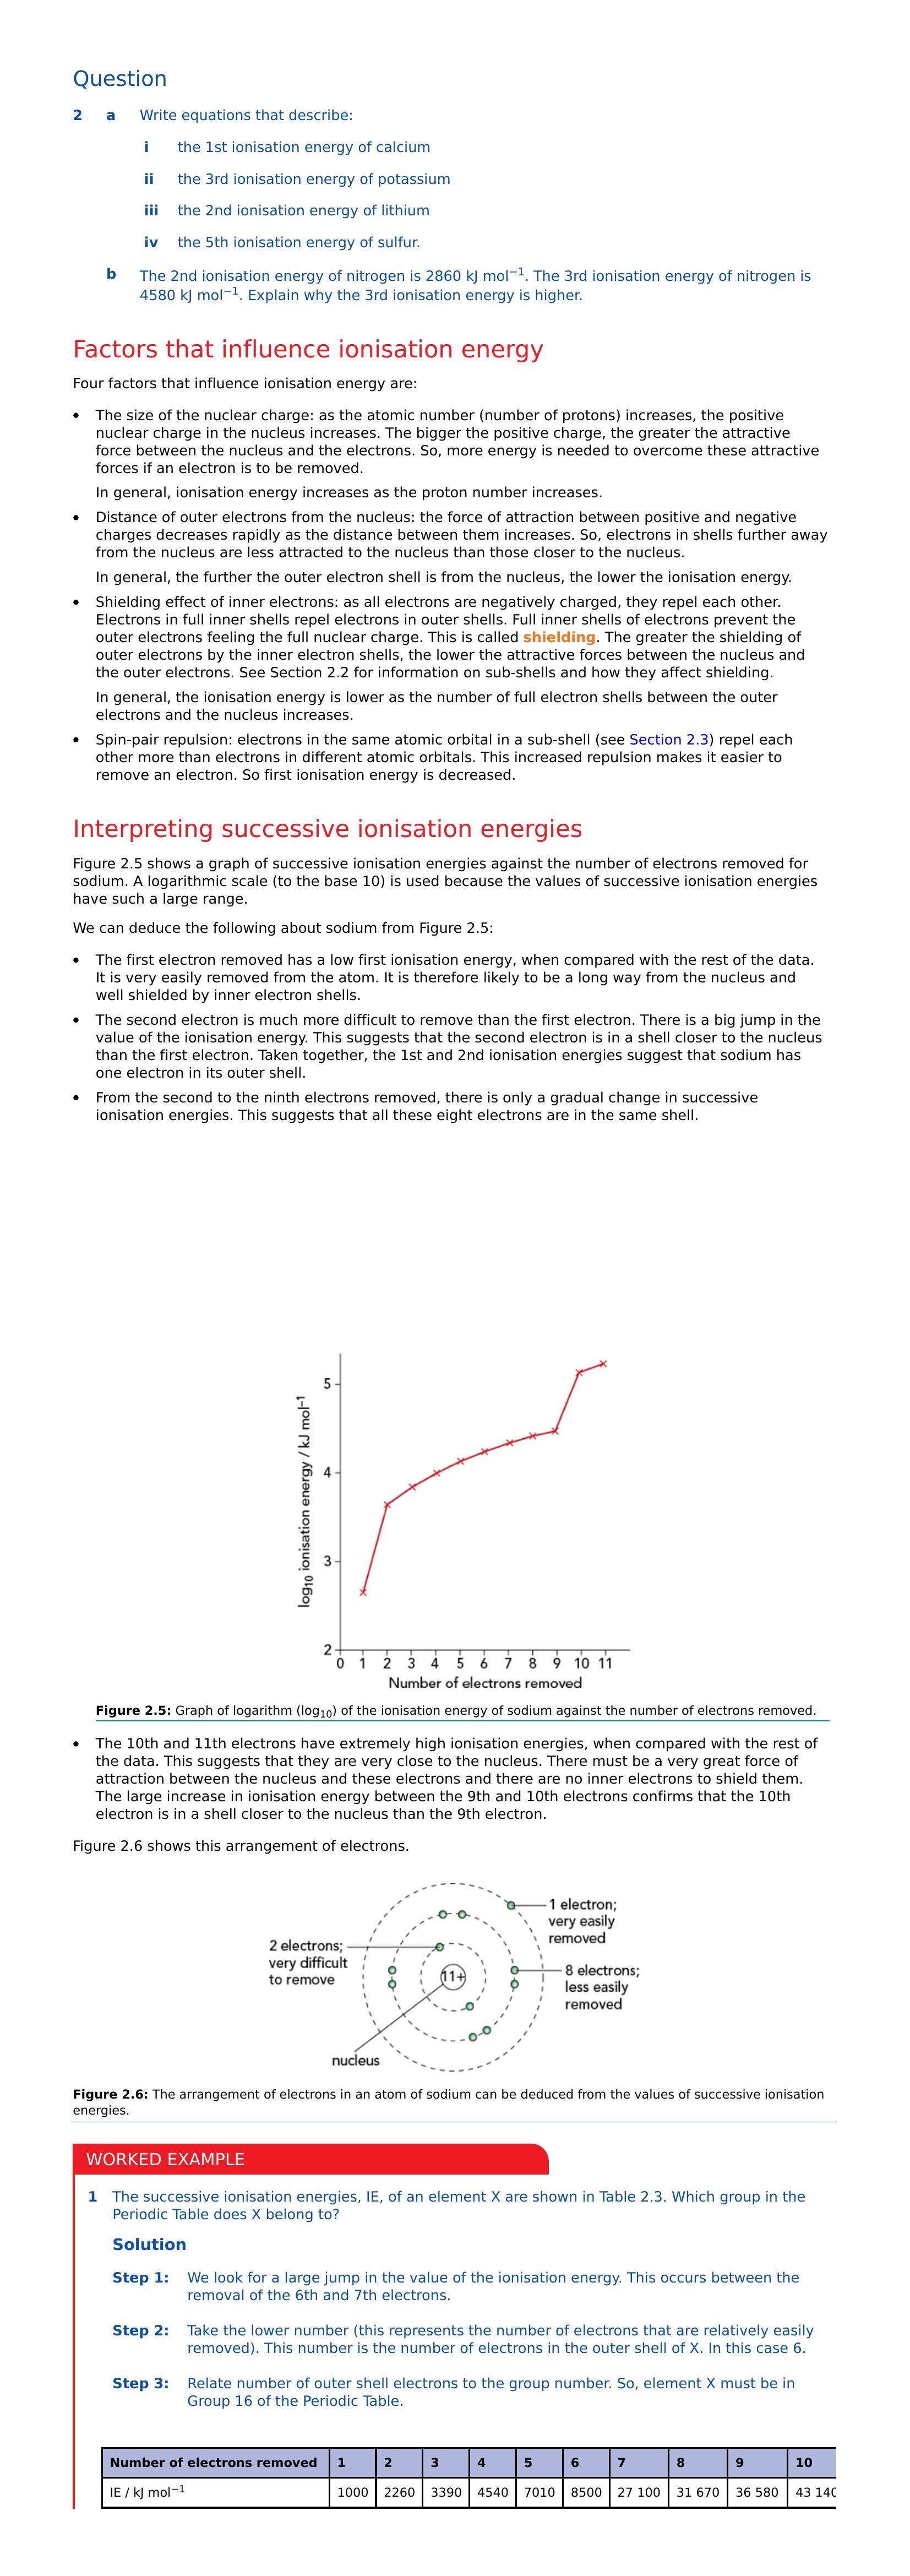 Question
2 a Write equations that describe:
i the 1st ionisation energy of calcium
ii the 3rd ionisation energy of potassium
iii the 2nd ionisation energy of lithium
iv the 5th ionisation energy of sulfur.
b The 2nd ionisation energy of nitrogen is 2860 kJ mol⁻¹. The 3rd ionisation energy of nitrogen is
4580 kJ mol⁻¹. Explain why the 3rd ionisation energy is higher.
Factors that influence ionisation energy
Four factors that influence ionisation energy are:
• The size of the nuclear charge: as the atomic number (number of protons) increases, the positive
nuclear charge in the nucleus increases. The bigger the positive charge, the greater the attractive
force between the nucleus and the electrons. So, more energy is needed to overcome these attractive
forces if an electron is to be removed.
In general, ionisation energy increases as the proton number increases.
• Distance of outer electrons from the nucleus: the force of attraction between positive and negative
charges decreases rapidly as the distance between them increases. So, electrons in shells further away
from the nucleus are less attracted to the nucleus than those closer to the nucleus.
In general, the further the outer electron shell is from the nucleus, the lower the ionisation energy.
• Shielding effect of inner electrons: as all electrons are negatively charged, they repel each other.
Electrons in full inner shells repel electrons in outer shells. Full inner shells of electrons prevent the
outer electrons feeling the full nuclear charge. This is called shielding. The greater the shielding of
outer electrons by the inner electron shells, the lower the attractive forces between the nucleus and
the outer electrons. See Section 2.2 for information on sub-shells and how they affect shielding.
In general, the ionisation energy is lower as the number of full electron shells between the outer
electrons and the nucleus increases.
• Spin-pair repulsion: electrons in the same atomic orbital in a sub-shell (see Section 2.3) repel each
other more than electrons in different atomic orbitals. This increased repulsion makes it easier to
remove an electron. So first ionisation energy is decreased.
Interpreting successive ionisation energies
Figure 2.5 shows a graph of successive ionisation energies against the number of electrons removed for
sodium. A logarithmic scale (to the base 10) is used because the values of successive ionisation energies
have such a large range.
We can deduce the following about sodium from Figure 2.5:
• The first electron removed has a low first ionisation energy, when compared with the rest of the data.
It is very easily removed from the atom. It is therefore likely to be a long way from the nucleus and
well shielded by inner electron shells.
• The second electron is much more difficult to remove than the first electron. There is a big jump in the
value of the ionisation energy. This suggests that the second electron is in a shell closer to the nucleus
than the first electron. Taken together, the 1st and 2nd ionisation energies suggest that sodium has
one electron in its outer shell.
• From the second to the ninth electrons removed, there is only a gradual change in successive
ionisation energies. This suggests that all these eight electrons are in the same shell.
log₁₀ ionisation energy / kJ mol⁻¹
5
4
3
2
0 1 2 3 4 5 6 7 8 9 10 11
Number of electrons removed
Figure 2.5: Graph of logarithm (log₁₀) of the ionisation energy of sodium against the number of electrons removed.
• The 10th and 11th electrons have extremely high ionisation energies, when compared with the rest of
the data. This suggests that they are very close to the nucleus. There must be a very great force of
attraction between the nucleus and these electrons and there are no inner electrons to shield them.
The large increase in ionisation energy between the 9th and 10th electrons confirms that the 10th
electron is in a shell closer to the nucleus than the 9th electron.
Figure 2.6 shows this arrangement of electrons.
1 electron;
very easily
removed
2 electrons;
very difficult
to remove
11+
8 electrons;
less easily
removed
nucleus
Figure 2.6: The arrangement of electrons in an atom of sodium can be deduced from the values of successive ionisation
energies.
WORKED EXAMPLE
1 The successive ionisation energies, IE, of an element X are shown in Table 2.3. Which group in the
Periodic Table does X belong to?
Solution
Step 1: We look for a large jump in the value of the ionisation energy. This occurs between the
removal of the 6th and 7th electrons.
Step 2: Take the lower number (this represents the number of electrons that are relatively easily
removed). This number is the number of electrons in the outer shell of X. In this case 6.
Step 3: Relate number of outer shell electrons to the group number. So, element X must be in
Group 16 of the Periodic Table.
Number of electrons removed 1 2 3 4 5 6 7 8 9 10
IE / kJ mol⁻¹ 1000 2260 3390 4540 7010 8500 27 100 31 670 36 580 43 140